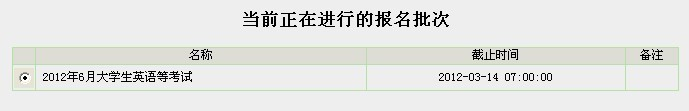 当前正在进行的报名批次
名称 截止时间 备注
2012年6月大学生英语等考试 2012-03-14 07:00:00